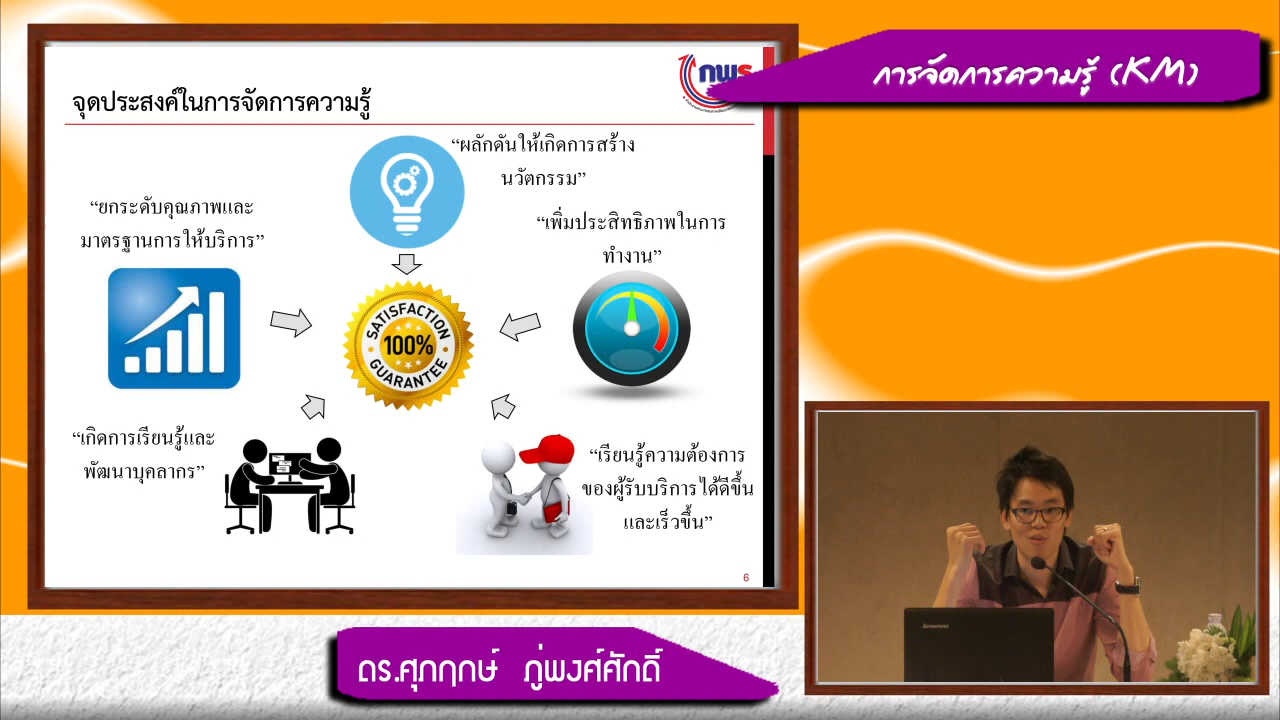 การจัดการความรู้ (KM)
กพร
จุดประสงค์ในการจัดการความรู้
“ผลักดันให้เกิดการสร้าง
นวัตกรรม”
“ยกระดับคุณภาพและ
มาตรฐานการให้บริการ”
“เพิ่มประสิทธิภาพในการ
ทำงาน”
SATISFACTION
100%
GUARANTEE
“เกิดการเรียนรู้และ
พัฒนาบุคลากร”
“เรียนรู้ความต้องการ
ของผู้รับบริการได้ดีขึ้น
และเร็วขึ้น”
6
lenovo
ดร.ศุภฤกษ์ ภู่พงศ์ศักดิ์